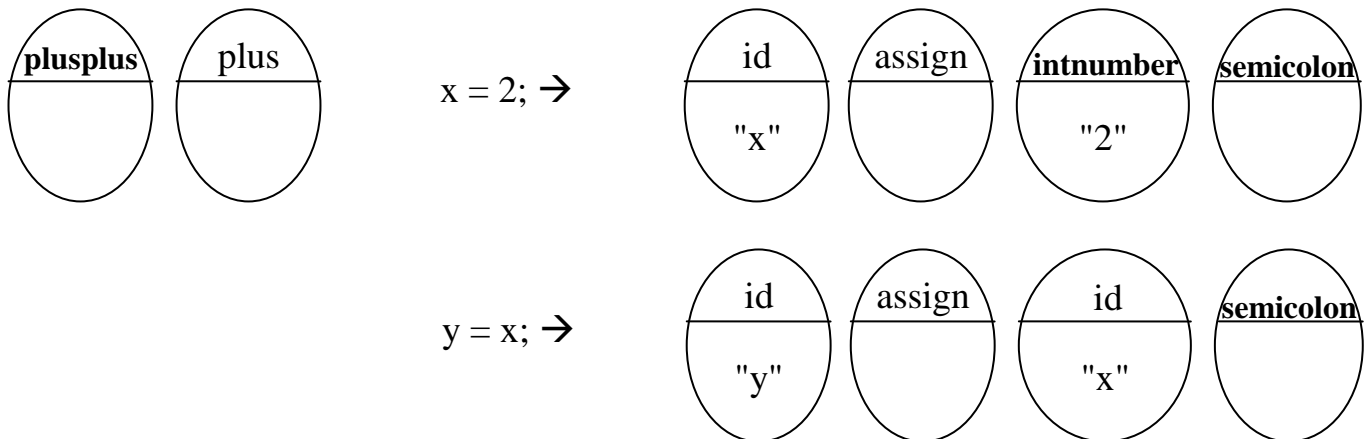 plusplus plus
x = 2; → id assign intnumber semicolon
"x" "2"
y = x; → id assign id semicolon
"y" "x"